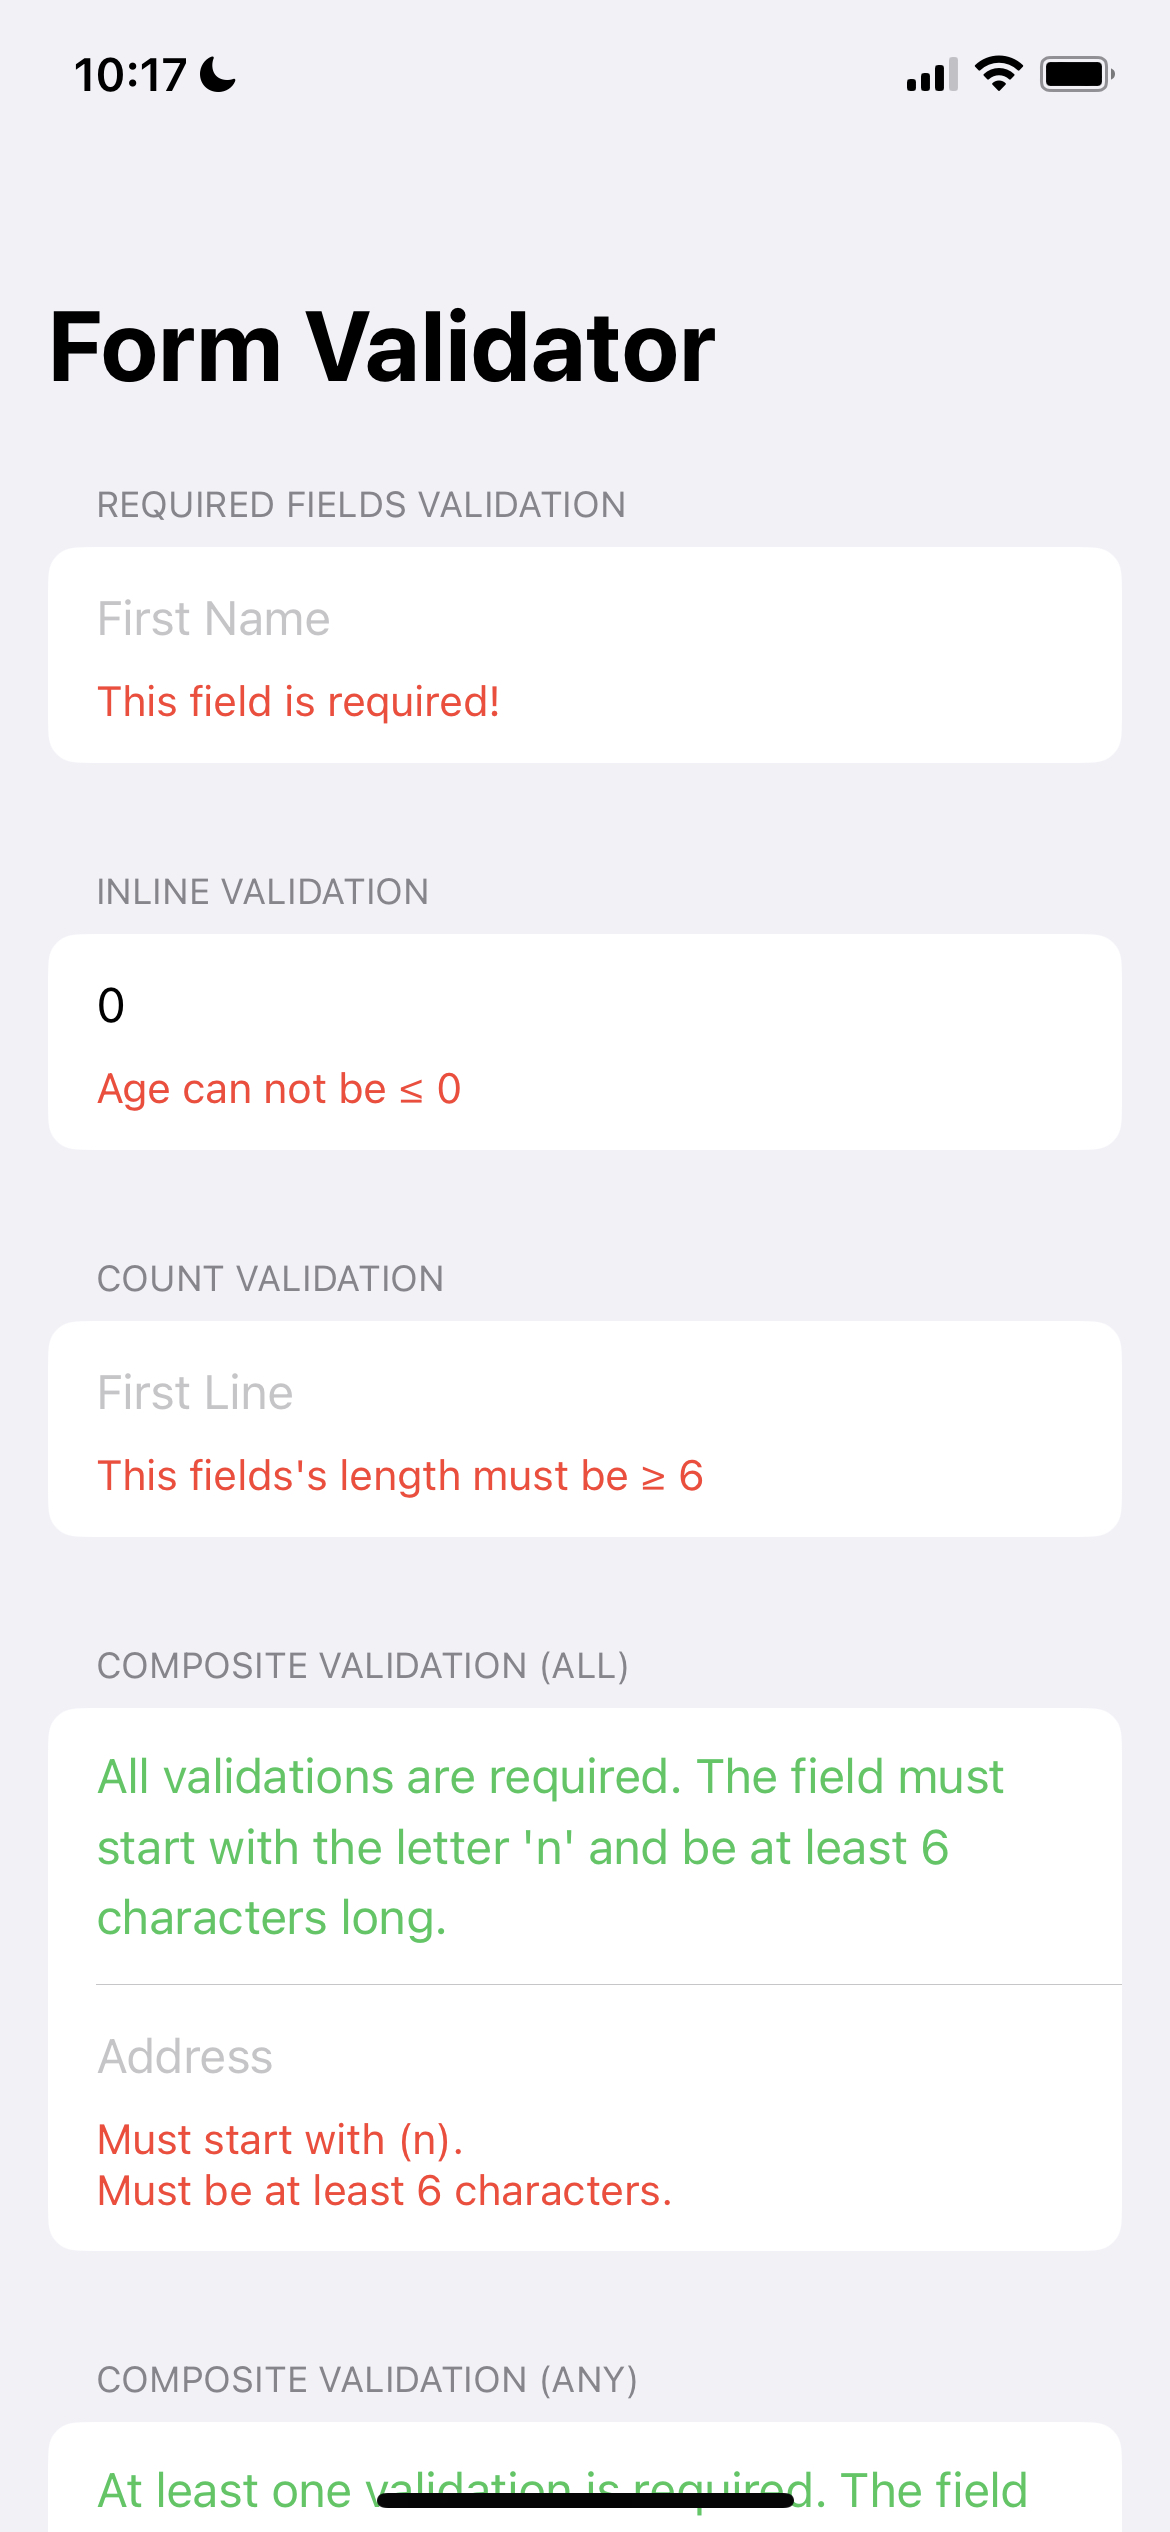 10:17
Form Validator
REQUIRED FIELDS VALIDATION
First Name
This field is required!
INLINE VALIDATION
0
Age can not be ≤ 0
COUNT VALIDATION
First Line
This fields's length must be ≥ 6
COMPOSITE VALIDATION (ALL)
All validations are required. The field must
start with the letter 'n' and be at least 6
characters long.
Address
Must start with (n).
Must be at least 6 characters.
COMPOSITE VALIDATION (ANY)
At least one validation is required. The field